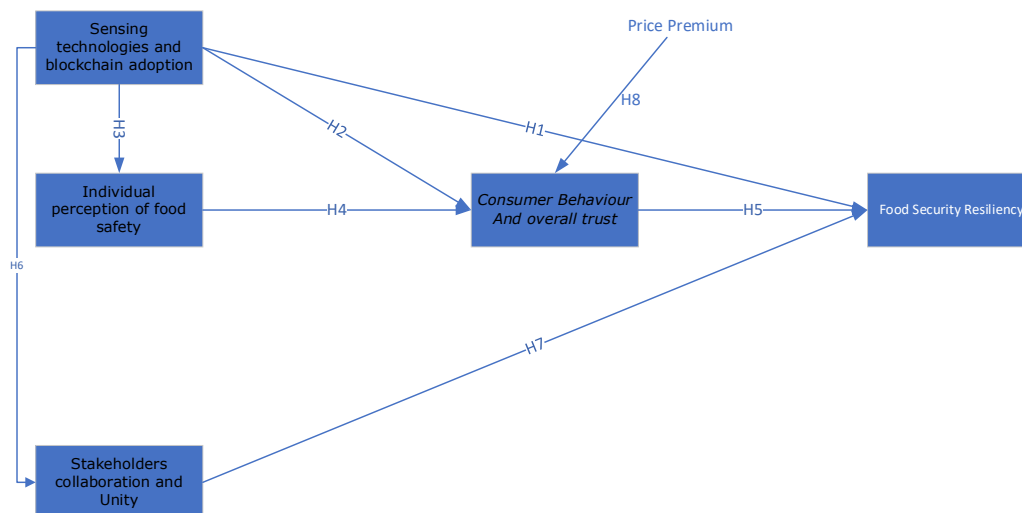 Sensing
technologies and
blockchain adoption
Price Premium
H8
H3
H2
H1
Individual
perception of food
safety
H4
Consumer Behaviour
And overall trust
H5
Food Security Resiliency
H6
H7
Stakeholders
collaboration and
Unity